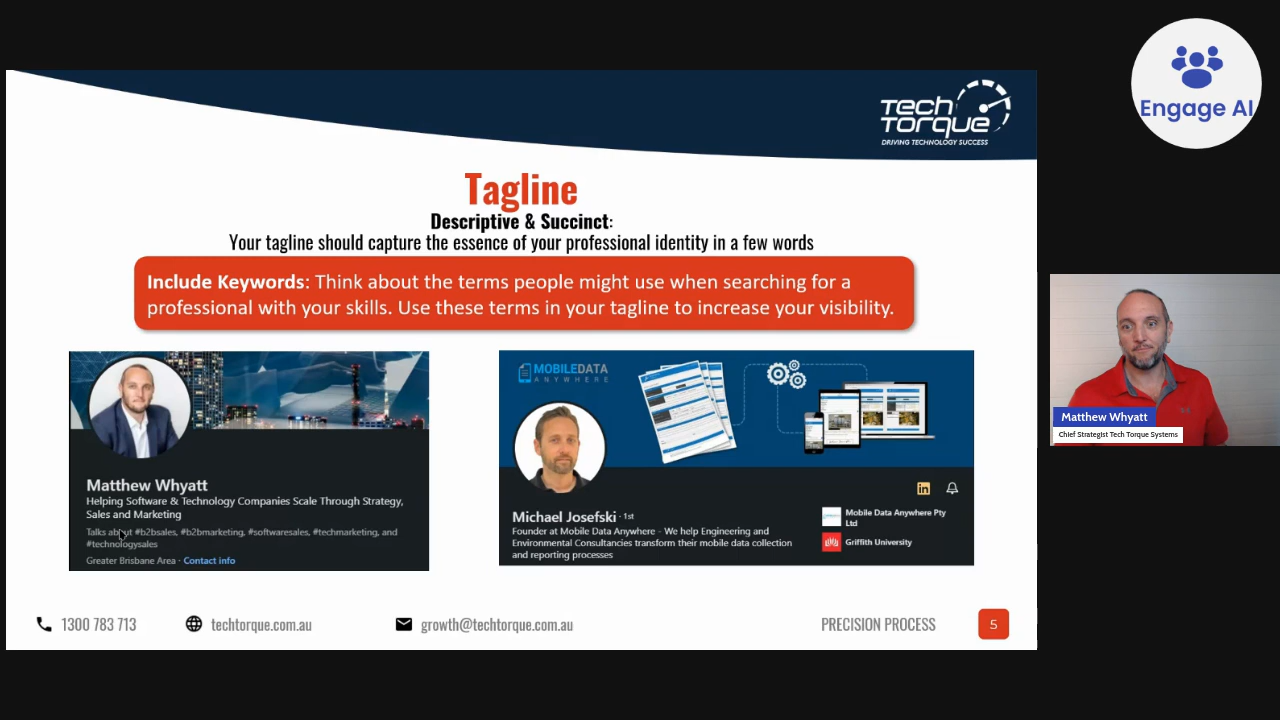 Engage AI
Tech
Torque
DRIVING TECHNOLOGY SUCCESS
Tagline
Descriptive & Succinct:
Your tagline should capture the essence of your professional identity in a few words
Include Keywords: Think about the terms people might use when searching for a
professional with your skills. Use these terms in your tagline to increase your visibility.
Matthew Whyatt
Helping Software & Technology Companies Scale Through Strategy,
Sales and Marketing
Talks about #b2bsales, #b2bmarketing, #softwaresales, #techmarketing, and
#technologysales
Greater Brisbane Area · Contact info
MOBILEDATA
ANYWHERE
Michael Josefski · 1st
Founder at Mobile Data Anywhere - We help Engineering and
Environmental Consultancies transform their mobile data collection
and reporting processes
in
Mobile Data Anywhere Pty
Ltd
Griffith University
Matthew Whyatt
Chief Strategist Tech Torque Systems
1300 783 713
techtorque.com.au
growth@techtorque.com.au
PRECISION PROCESS
5